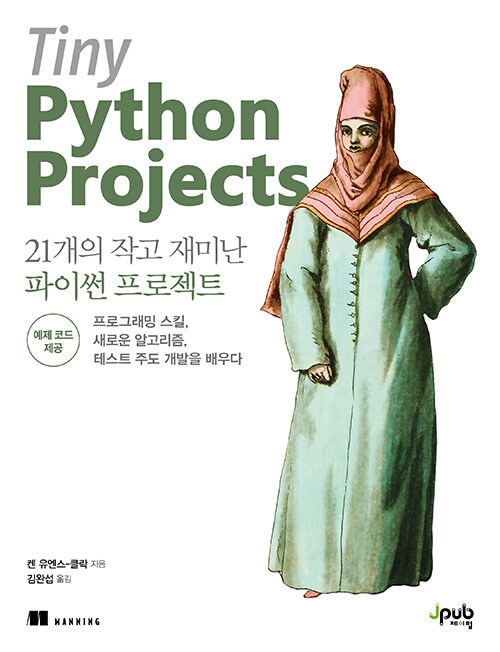 Tiny
Python
Projects
21개의 작고 재미난
파이썬 프로젝트
예제 코드
제공
프로그래밍 스킬,
새로운 알고리즘,
테스트 주도 개발을 배우다
켄 유엔스-클락 지음
김완섭 옮김
MANNING
Jpub
제이펍